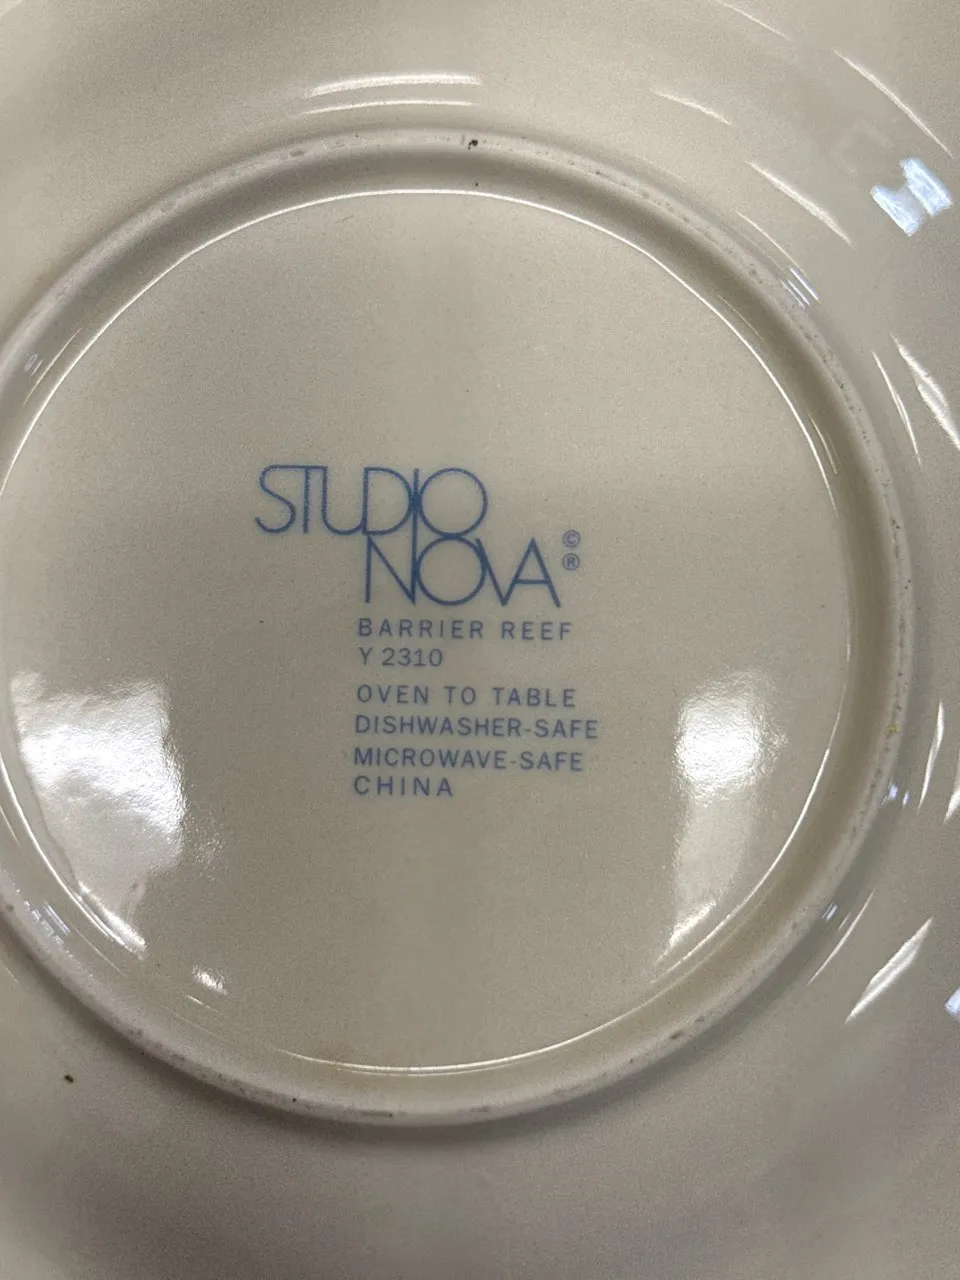 STUDIO
NOVA ©®
BARRIER REEF
Y 2310
OVEN TO TABLE
DISHWASHER-SAFE
MICROWAVE-SAFE
CHINA